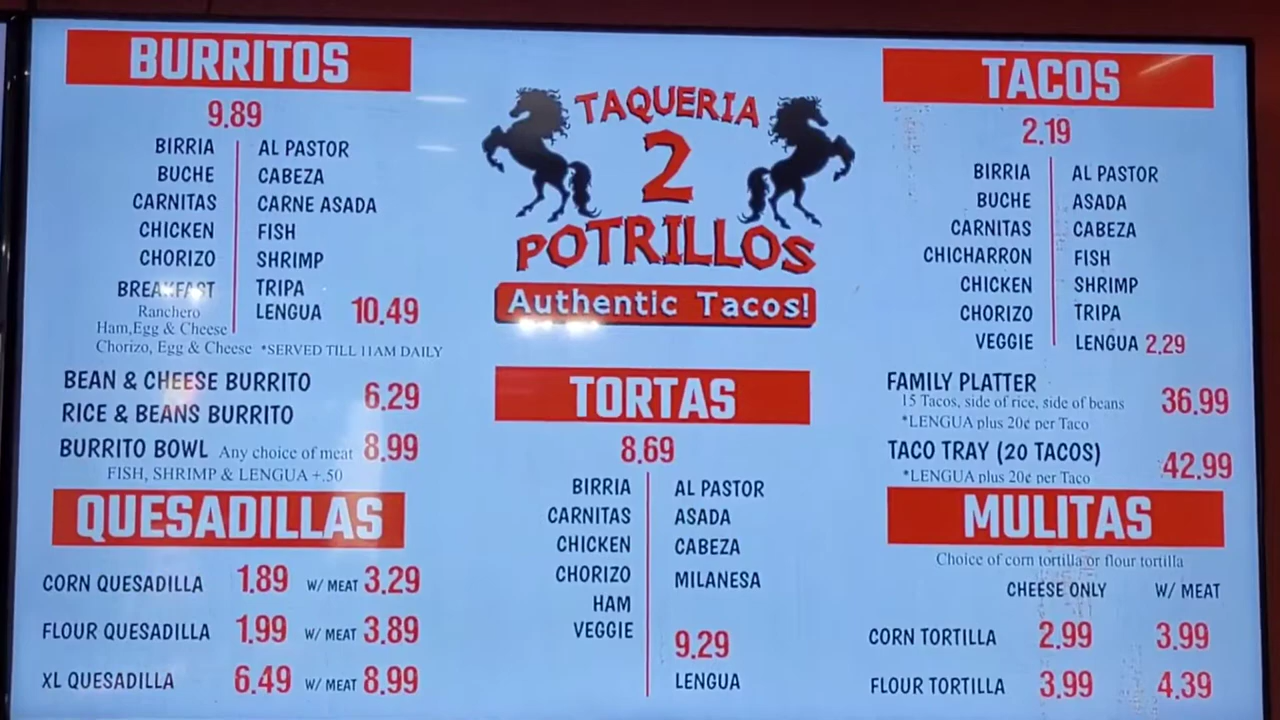 BURRITOS
9.89
BIRRIA AL PASTOR
BUCHE CABEZA
CARNITAS CARNE ASADA
CHICKEN FISH
CHORIZO SHRIMP
BREAKFAST TRIPA
Ranchero LENGUA 10.49
Ham,Egg & Cheese
Chorizo, Egg & Cheese *SERVED TILL 11AM DAILY
BEAN & CHEESE BURRITO 6.29
RICE & BEANS BURRITO
BURRITO BOWL Any choice of meat 8.99
FISH, SHRIMP & LENGUA +.50
QUESADILLAS
CORN QUESADILLA 1.89 W/ MEAT 3.29
FLOUR QUESADILLA 1.99 W/ MEAT 3.89
XL QUESADILLA 6.49 W/ MEAT 8.99
TAQUERIA
2
POTRILLOS
Authentic Tacos!
TORTAS
8.69
BIRRIA AL PASTOR
CARNITAS ASADA
CHICKEN CABEZA
CHORIZO MILANESA
HAM
VEGGIE 9.29
LENGUA
TACOS
2.19
BIRRIA AL PASTOR
BUCHE ASADA
CARNITAS CABEZA
CHICHARRON FISH
CHICKEN SHRIMP
CHORIZO TRIPA
VEGGIE LENGUA 2.29
FAMILY PLATTER 36.99
15 Tacos, side of rice, side of beans
*LENGUA plus 20¢ per Taco
TACO TRAY (20 TACOS) 42.99
*LENGUA plus 20¢ per Taco
MULITAS
Choice of corn tortilla or flour tortilla
CHEESE ONLY W/ MEAT
CORN TORTILLA 2.99 3.99
FLOUR TORTILLA 3.99 4.39